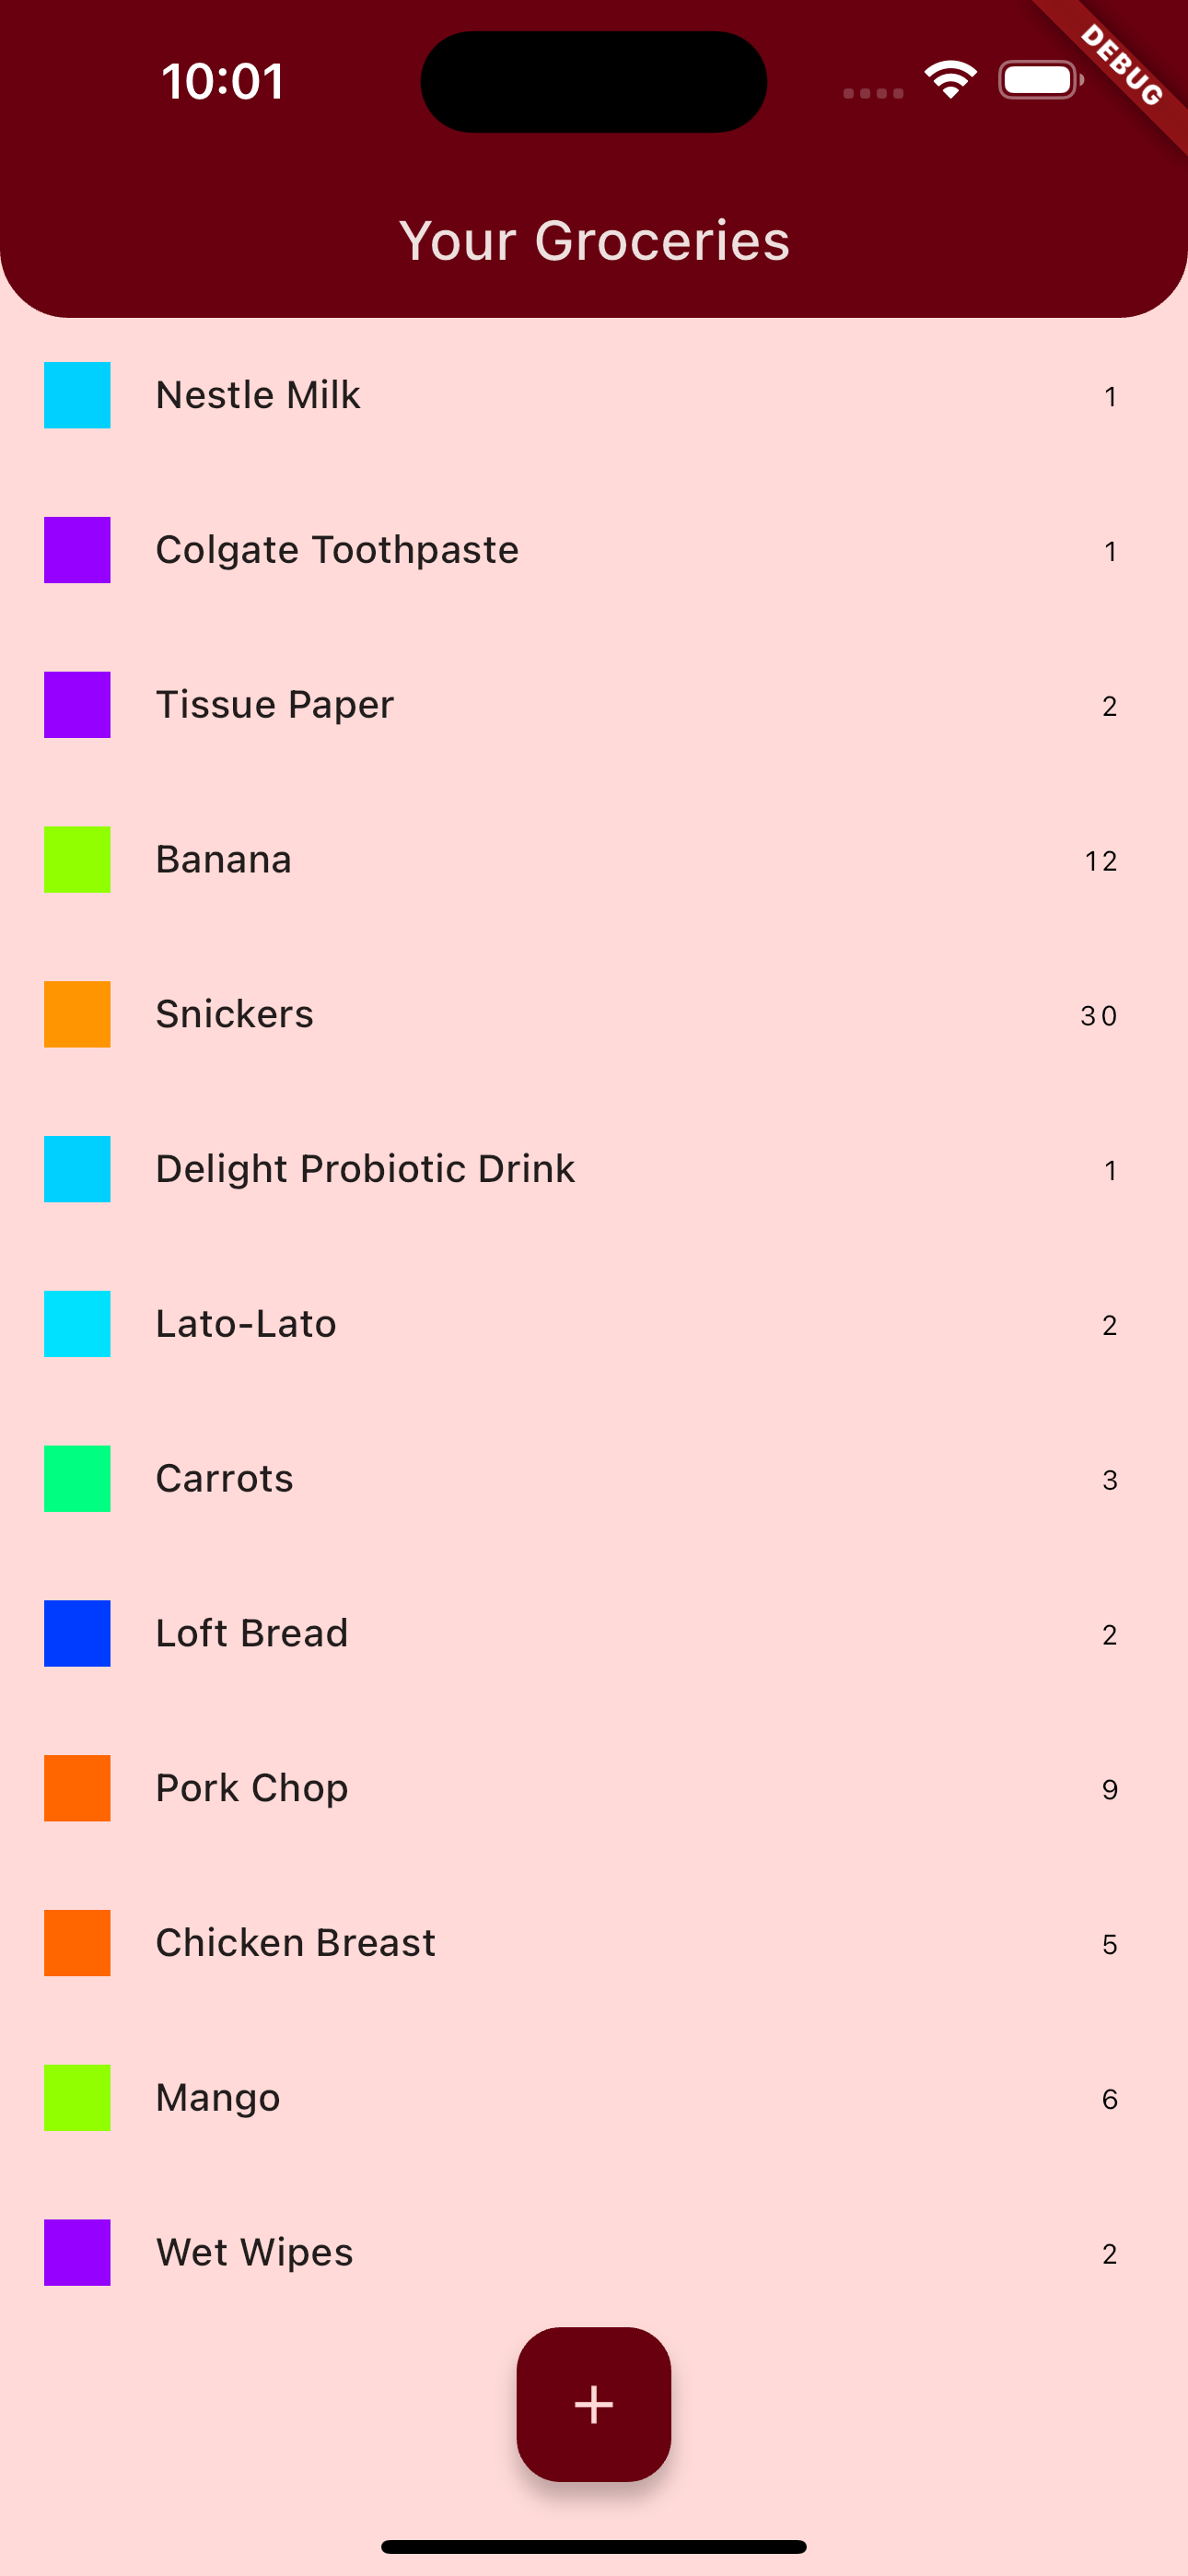 10:01
DEBUG
Your Groceries
Nestle Milk 1
Colgate Toothpaste 1
Tissue Paper 2
Banana 12
Snickers 30
Delight Probiotic Drink 1
Lato-Lato 2
Carrots 3
Loft Bread 2
Pork Chop 9
Chicken Breast 5
Mango 6
Wet Wipes 2
+